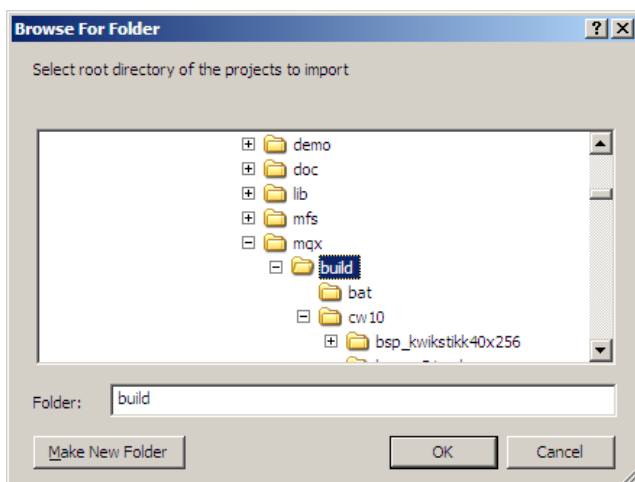 Browse For Folder
Select root directory of the projects to import
demo
doc
lib
mfs
mqx
build
bat
cw10
bsp_kwikstikk40x256
Folder: build
Make New Folder OK Cancel